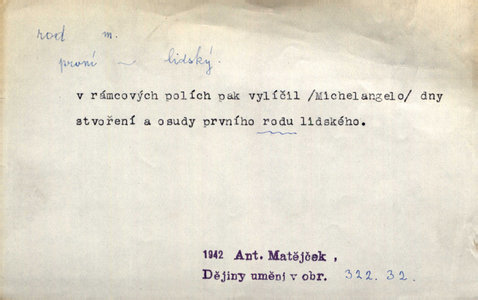 rod m.
první ~ lidský.
v rámcových polích pak vylíčil /Michelangelo/ dny
stvoření a osudy prvního rodu lidského.
1942 Ant. Matějček ,
Dějiny umění v obr. 322. 32.